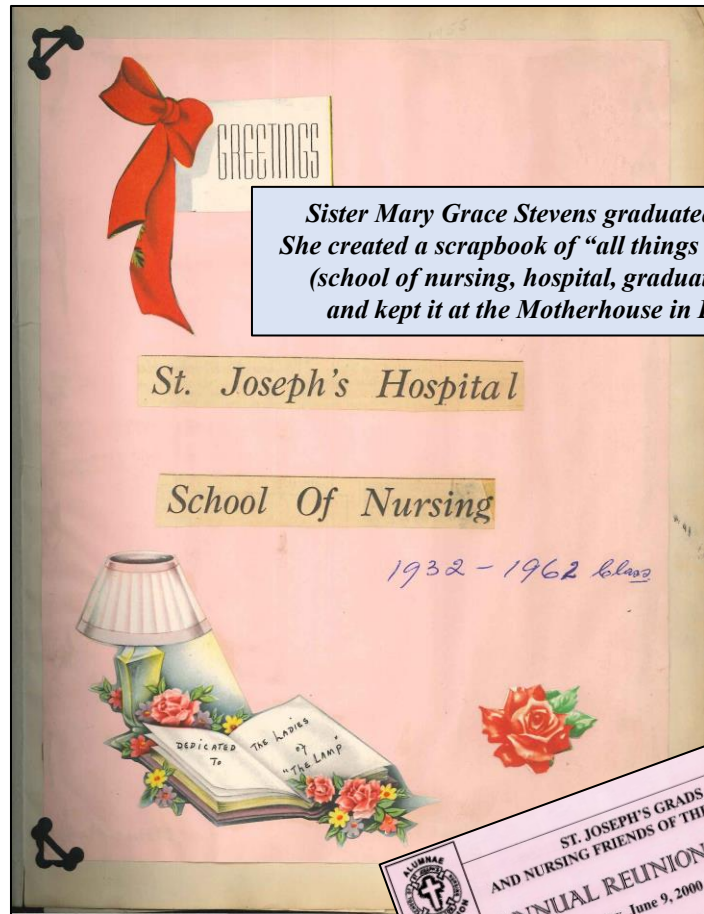 GREETINGS
Sister Mary Grace Stevens graduated
She created a scrapbook of “all things
(school of nursing, hospital, graduat
and kept it at the Motherhouse in
St. Joseph's Hospital
School Of Nursing
1932 - 1962 Class
DEDICATED
To
The LADIES
of
"The LAMP"
ST. JOSEPH'S GRADS
AND NURSING FRIENDS OF THE
NNUAL REUNION
June 9, 2000
ALUMNAE